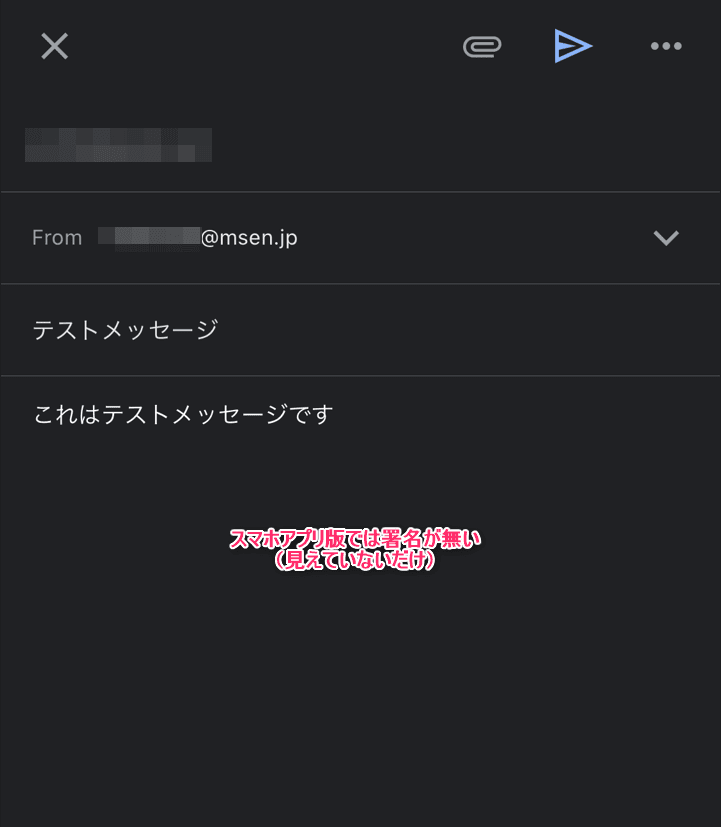 From @msen.jp
テストメッセージ
これはテストメッセージです
スマホアプリ版では署名が無い
(見えていないだけ)